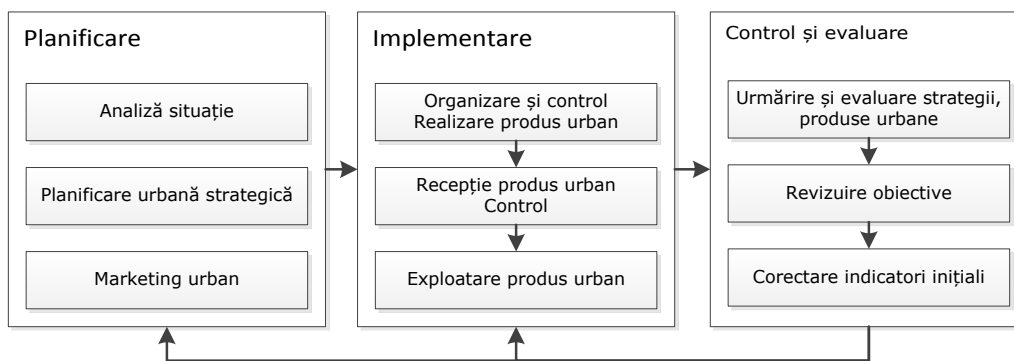 Planificare
Analiză situație
Planificare urbană strategică
Marketing urban
Implementare
Organizare și control
Realizare produs urban
Recepție produs urban
Control
Exploatare produs urban
Control și evaluare
Urmărire și evaluare strategii,
produse urbane
Revizuire obiective
Corectare indicatori inițiali